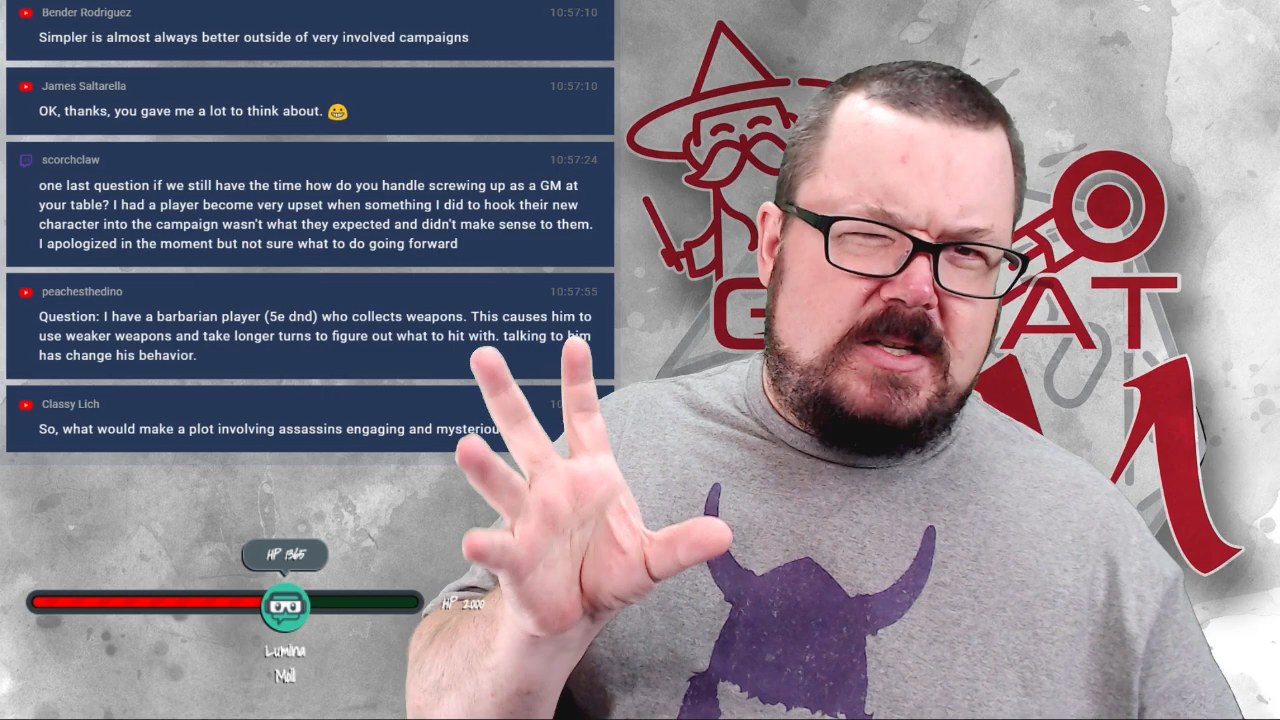 Bender Rodriguez 10:57:10
Simpler is almost always better outside of very involved campaigns
James Saltarella 10:57:10
OK, thanks, you gave me a lot to think about. 😀
scorchclaw 10:57:24
one last question if we still have the time how do you handle screwing up as a GM at
your table? I had a player become very upset when something I did to hook their new
character into the campaign wasn't what they expected and didn't make sense to them.
I apologized in the moment but not sure what to do going forward
peachesthedino 10:57:55
Question: I have a barbarian player (5e dnd) who collects weapons. This causes him to
use weaker weapons and take longer turns to figure out what to hit with. talking to him
has change his behavior.
Classy Lich
So, what would make a plot involving assassins engaging and
HP 1365
HP 2000
Lumina
Moll
G AT